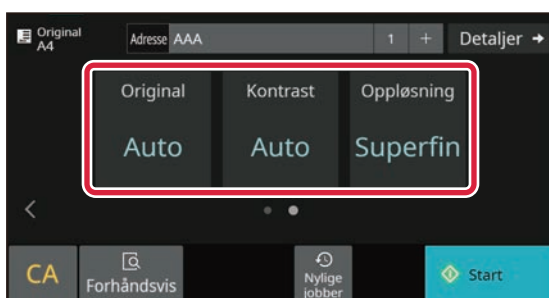 Original
A4
Adresse AAA 1 + Detaljer
Original Kontrast Oppløsning
Auto Auto Superfin
CA
Forhåndsvis
Nylige
jobber
Start